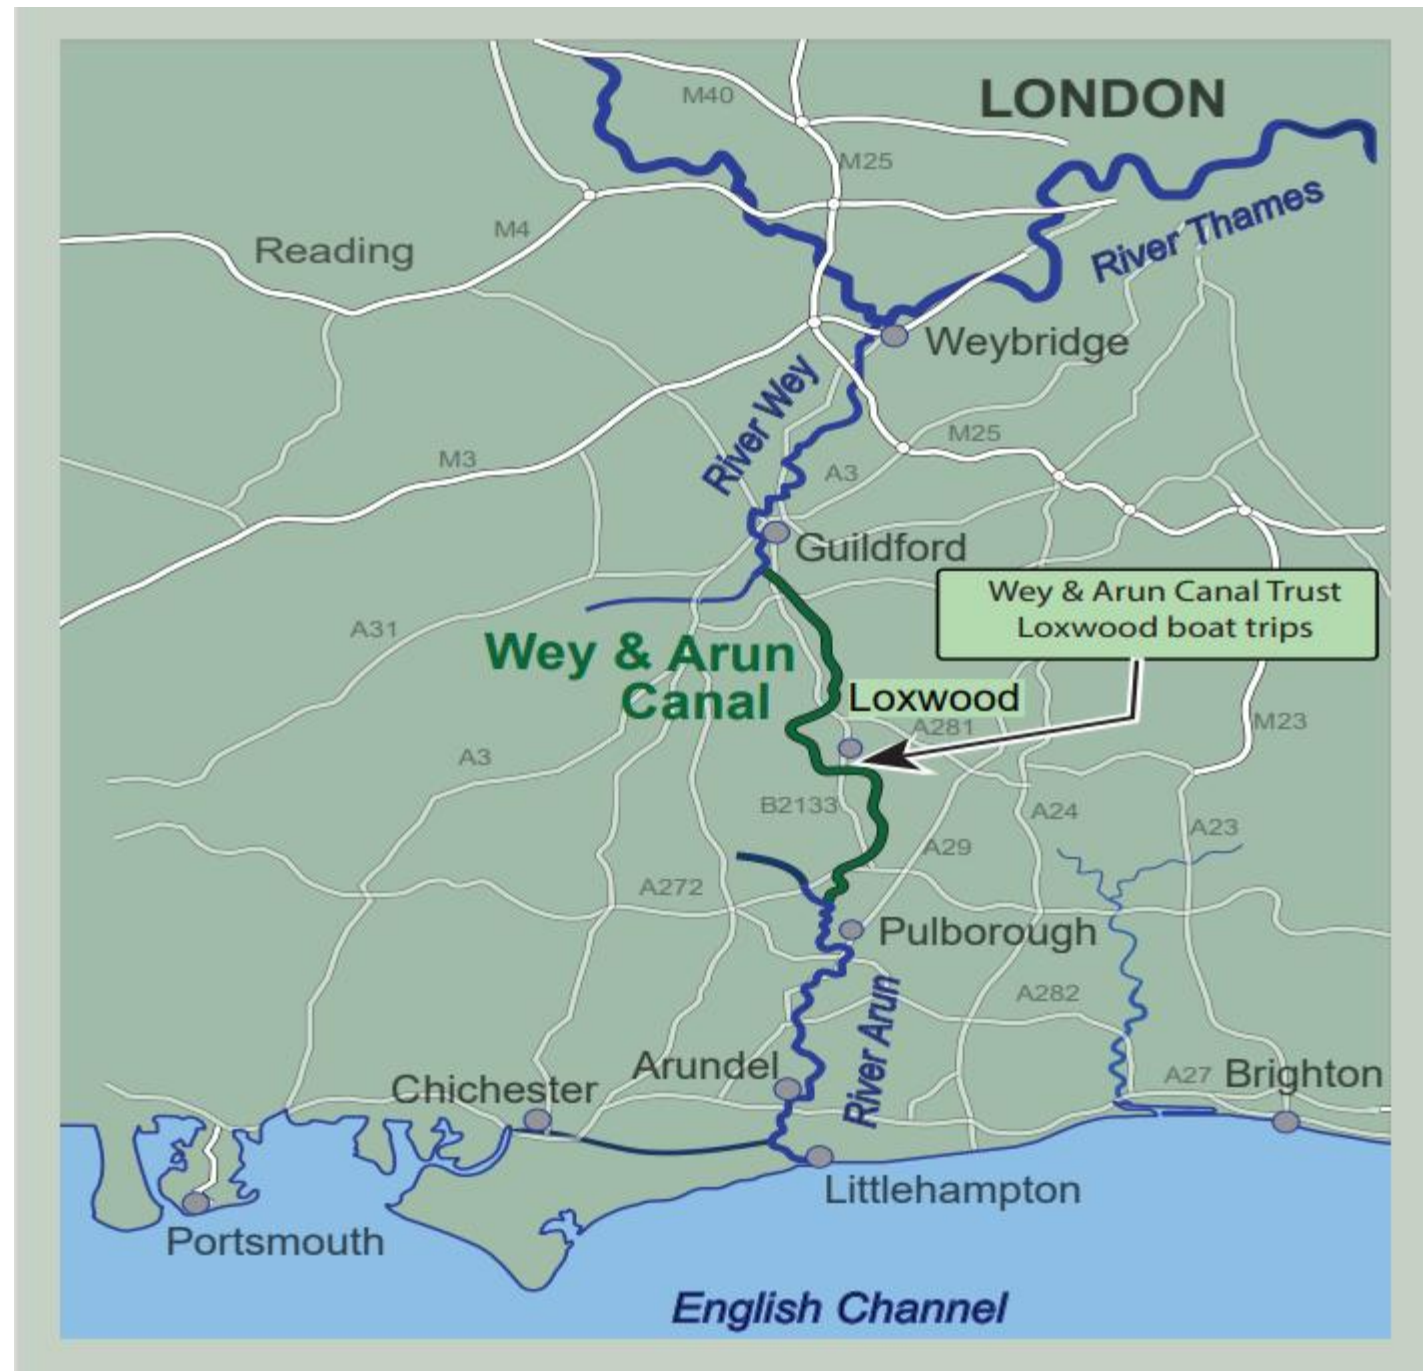 M40
LONDON
M25
River Thames
M4
Reading
Weybridge
River Wey
M25
M3
A3
Guildford
Wey & Arun Canal Trust
Loxwood boat trips
A31
Wey & Arun
Canal
Loxwood
A281
M23
A3
B2133
A24
A23
A29
A272
Pulborough
A282
River Arun
Arundel
Chichester
A27
Brighton
Littlehampton
Portsmouth
English Channel